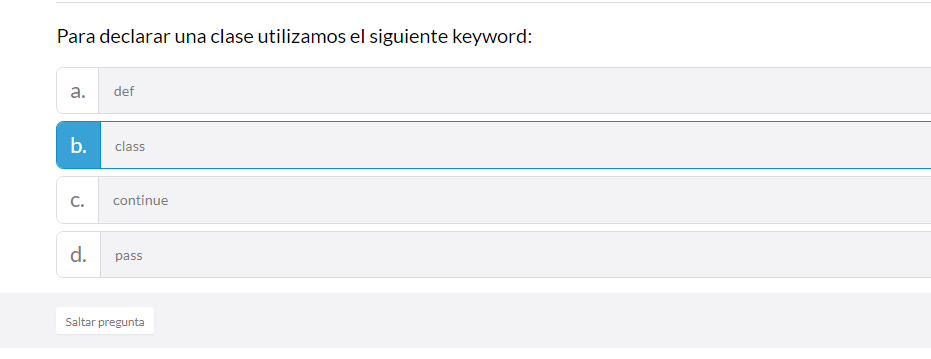 Para declarar una clase utilizamos el siguiente keyword:
a. def
b. class
c. continue
d. pass
Saltar pregunta